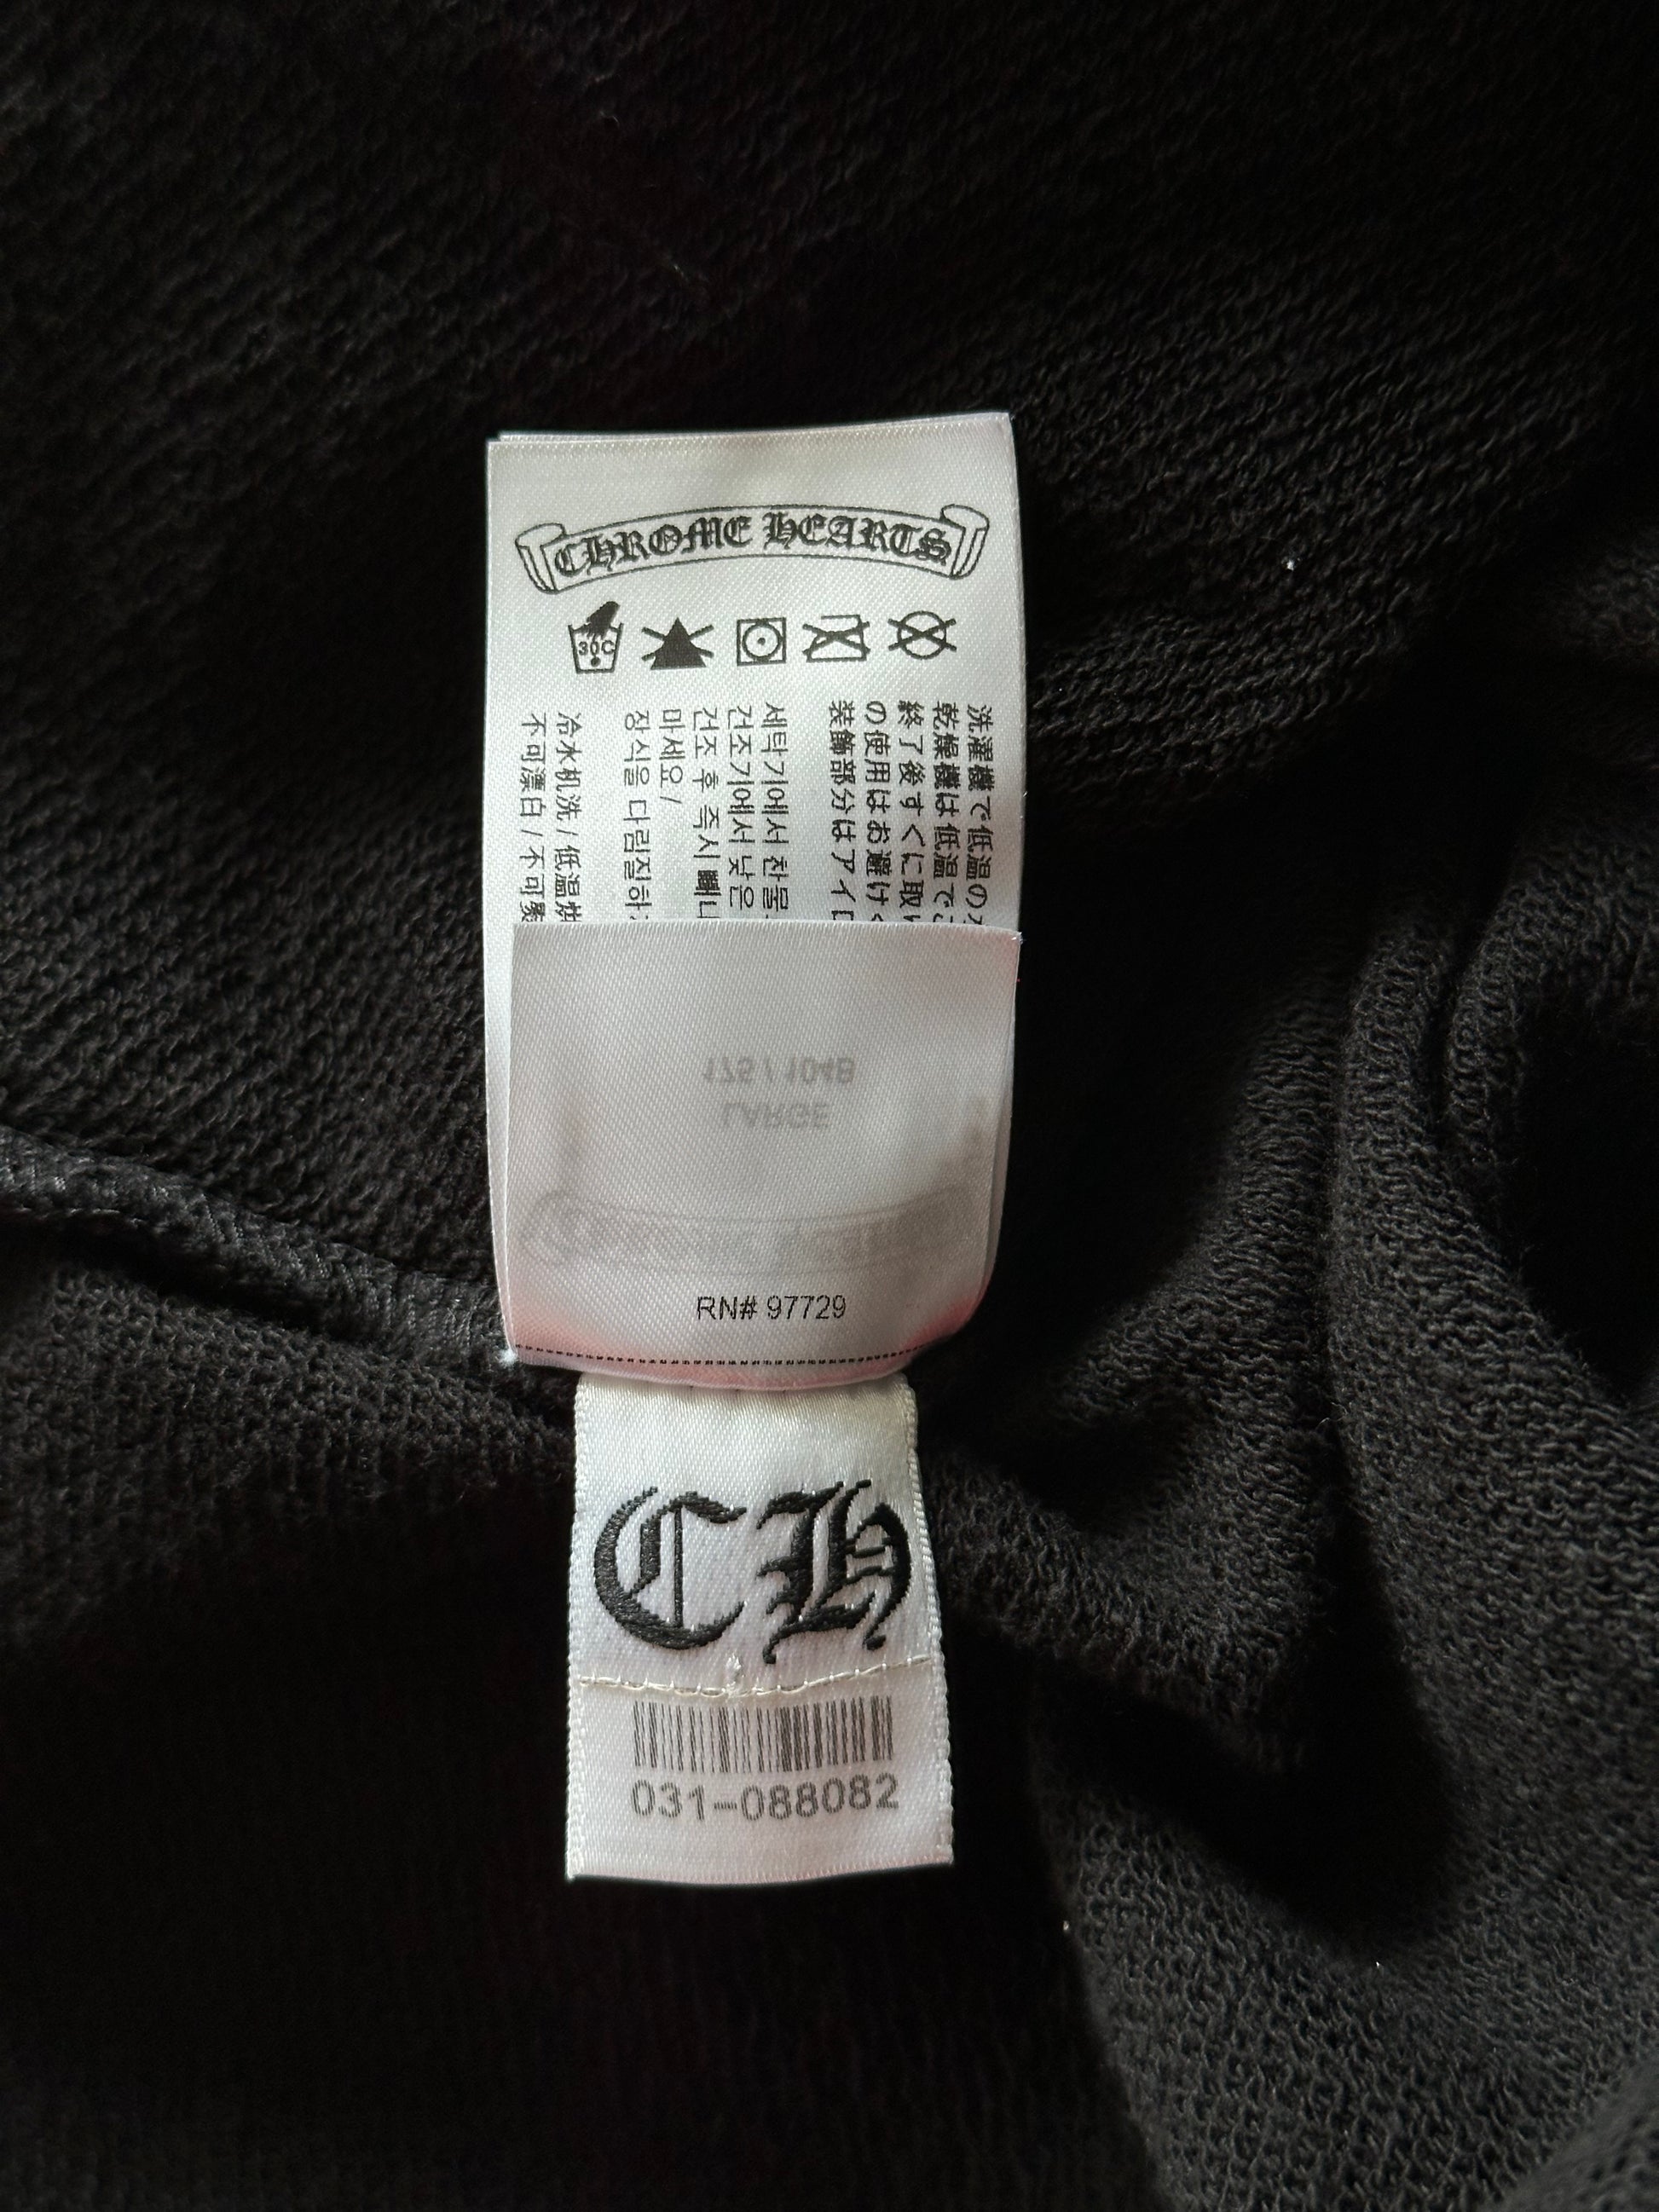 CHROME HEARTS
30C
洗濯機で低温の
乾燥機は低温で
終了後すぐに取
の使用はお避け
装飾部分はアイ
세탁기에서 찬물
건조기에서 낮은
건조 후 즉시 빼
마세요/
장식을 다림질하
冷水机洗/低温
不可漂白/不可
175/104B
LARGE
RN# 97729
CH
031-088082